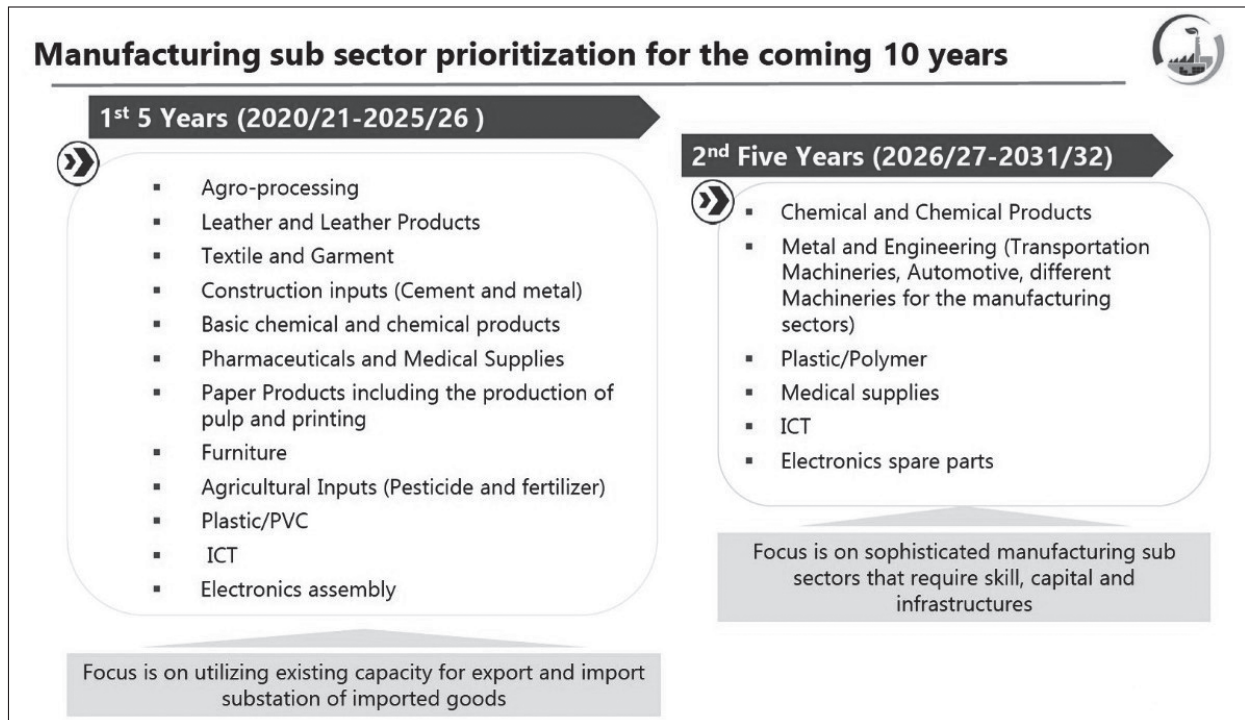 Manufacturing sub sector prioritization for the coming 10 years
1st 5 Years (2020/21-2025/26 )
▪ Agro-processing
▪ Leather and Leather Products
▪ Textile and Garment
▪ Construction inputs (Cement and metal)
▪ Basic chemical and chemical products
▪ Pharmaceuticals and Medical Supplies
▪ Paper Products including the production of
pulp and printing
▪ Furniture
▪ Agricultural Inputs (Pesticide and fertilizer)
▪ Plastic/PVC
▪ ICT
▪ Electronics assembly
Focus is on utilizing existing capacity for export and import
substation of imported goods
2nd Five Years (2026/27-2031/32)
▪ Chemical and Chemical Products
▪ Metal and Engineering (Transportation
Machineries, Automotive, different
Machineries for the manufacturing
sectors)
▪ Plastic/Polymer
▪ Medical supplies
▪ ICT
▪ Electronics spare parts
Focus is on sophisticated manufacturing sub
sectors that require skill, capital and
infrastructures